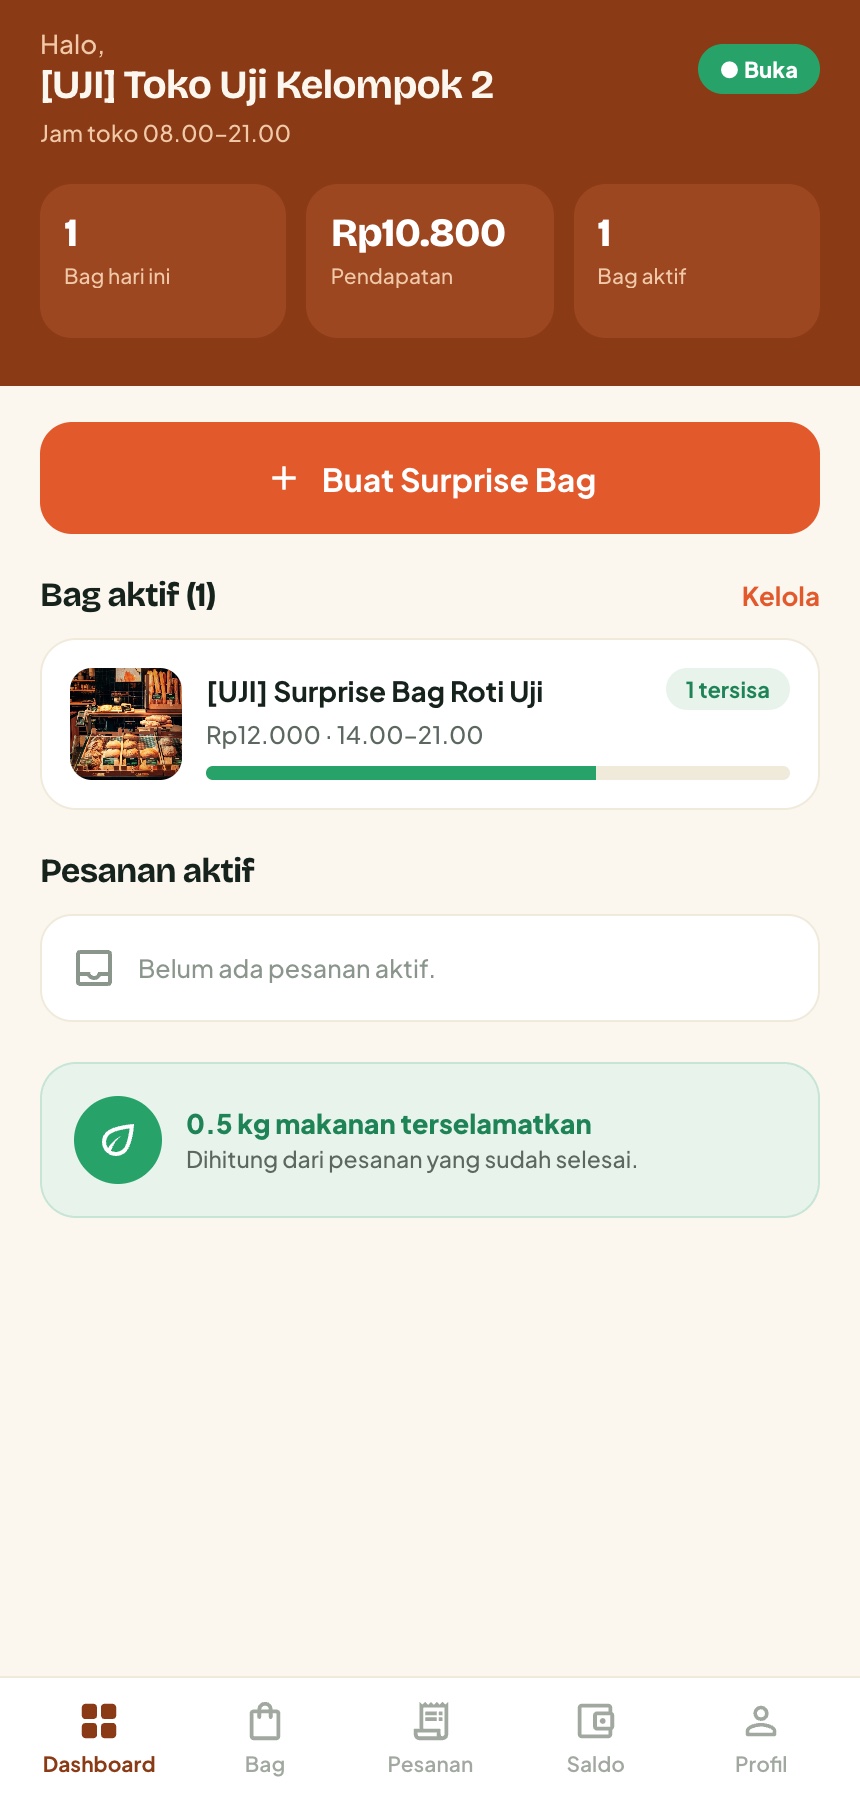 Halo,
[UJI] Toko Uji Kelompok 2
Buka
Jam toko 08.00–21.00
1
Bag hari ini
Rp10.800
Pendapatan
1
Bag aktif
+ Buat Surprise Bag
Bag aktif (1)
Kelola
[UJI] Surprise Bag Roti Uji
1 tersisa
Rp12.000 · 14.00–21.00
Pesanan aktif
Belum ada pesanan aktif.
0.5 kg makanan terselamatkan
Dihitung dari pesanan yang sudah selesai.
Dashboard
Bag
Pesanan
Saldo
Profil